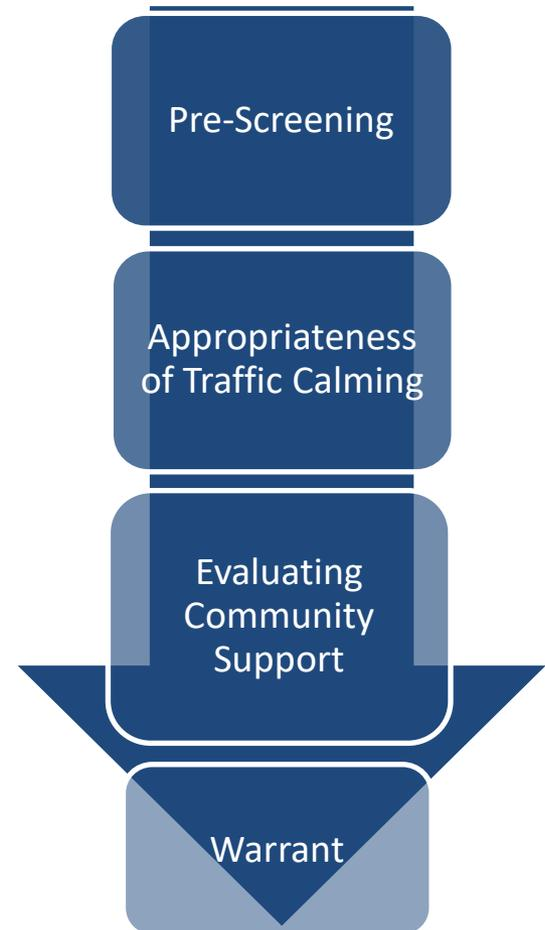 Pre-Screening
Appropriateness
of Traffic Calming
Evaluating
Community
Support
Warrant